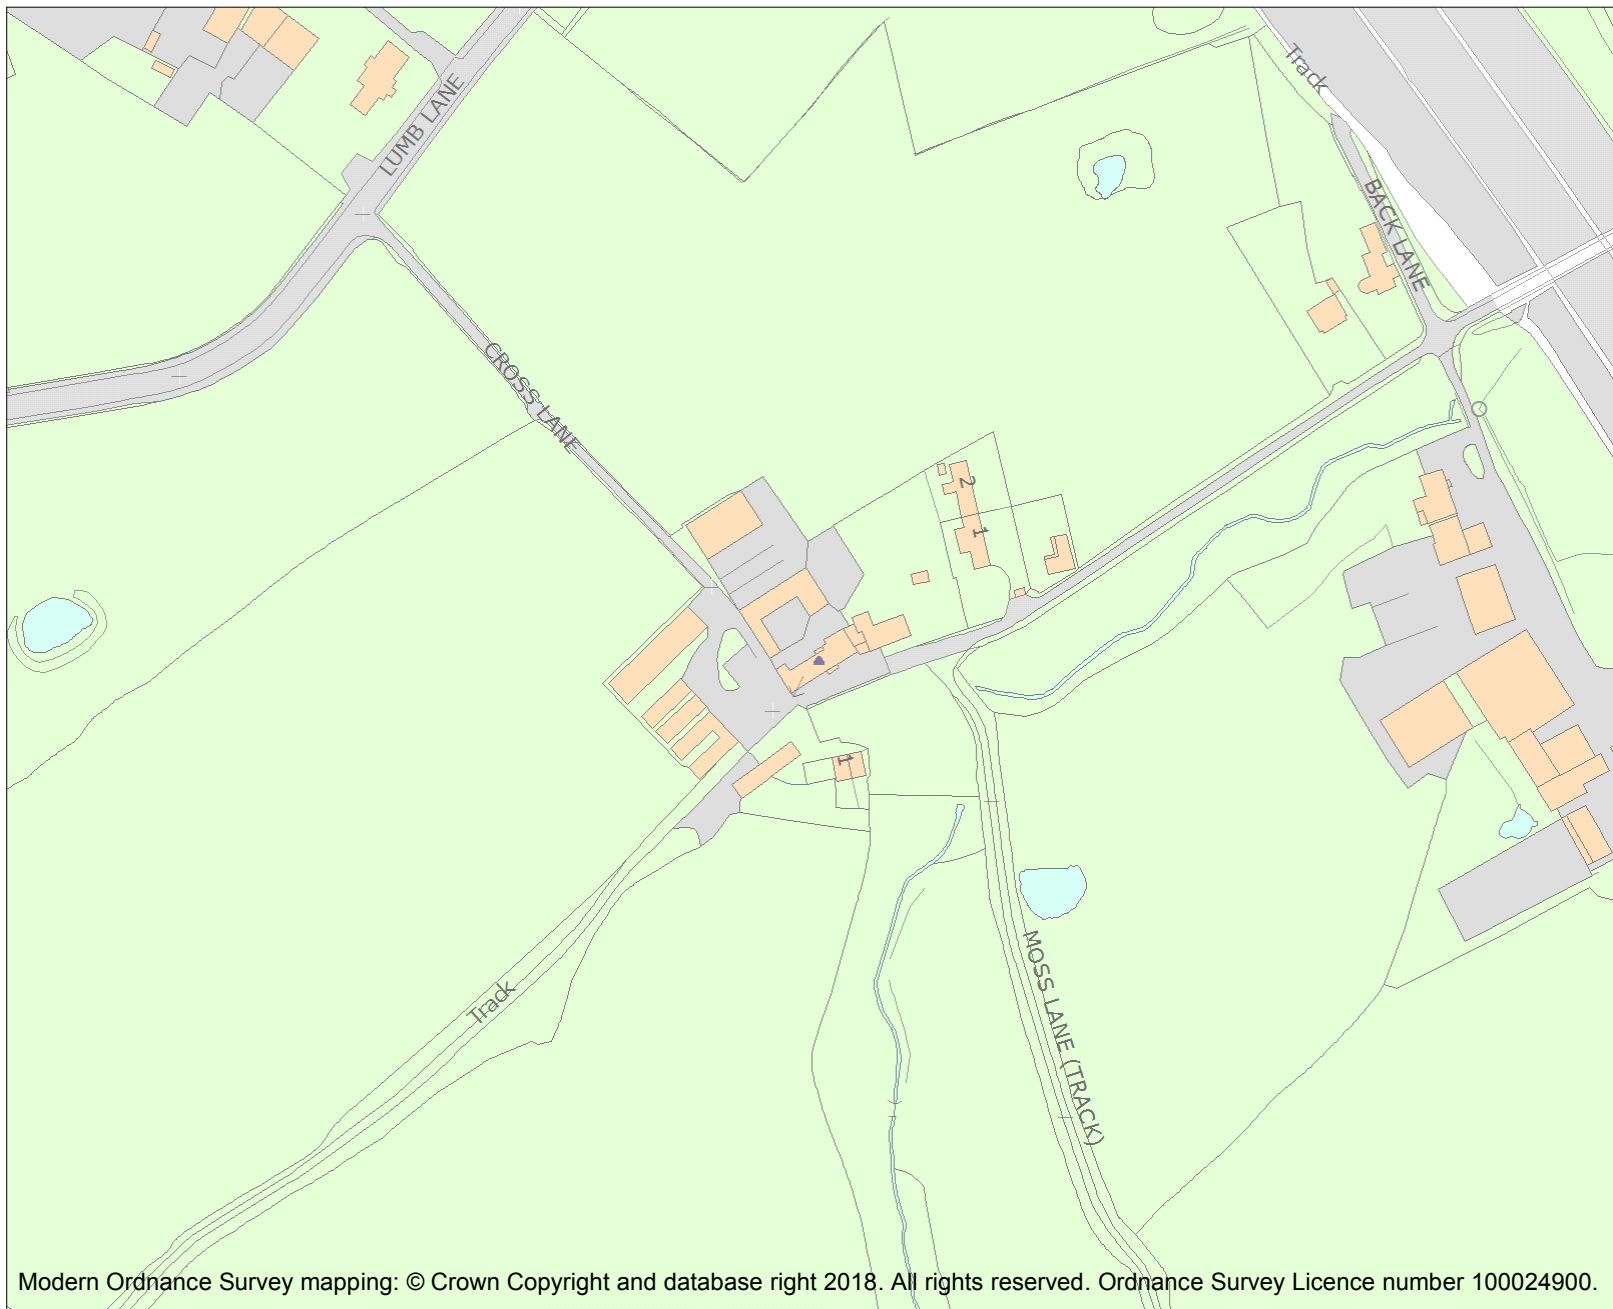 Track
LUMB LANE
BACK LANE
CROSS LANE
2
1
1
Track
MOSS LANE (TRACK)
Modern Ordnance Survey mapping: © Crown Copyright and database right 2018. All rights reserved. Ordnance Survey Licence number 100024900.